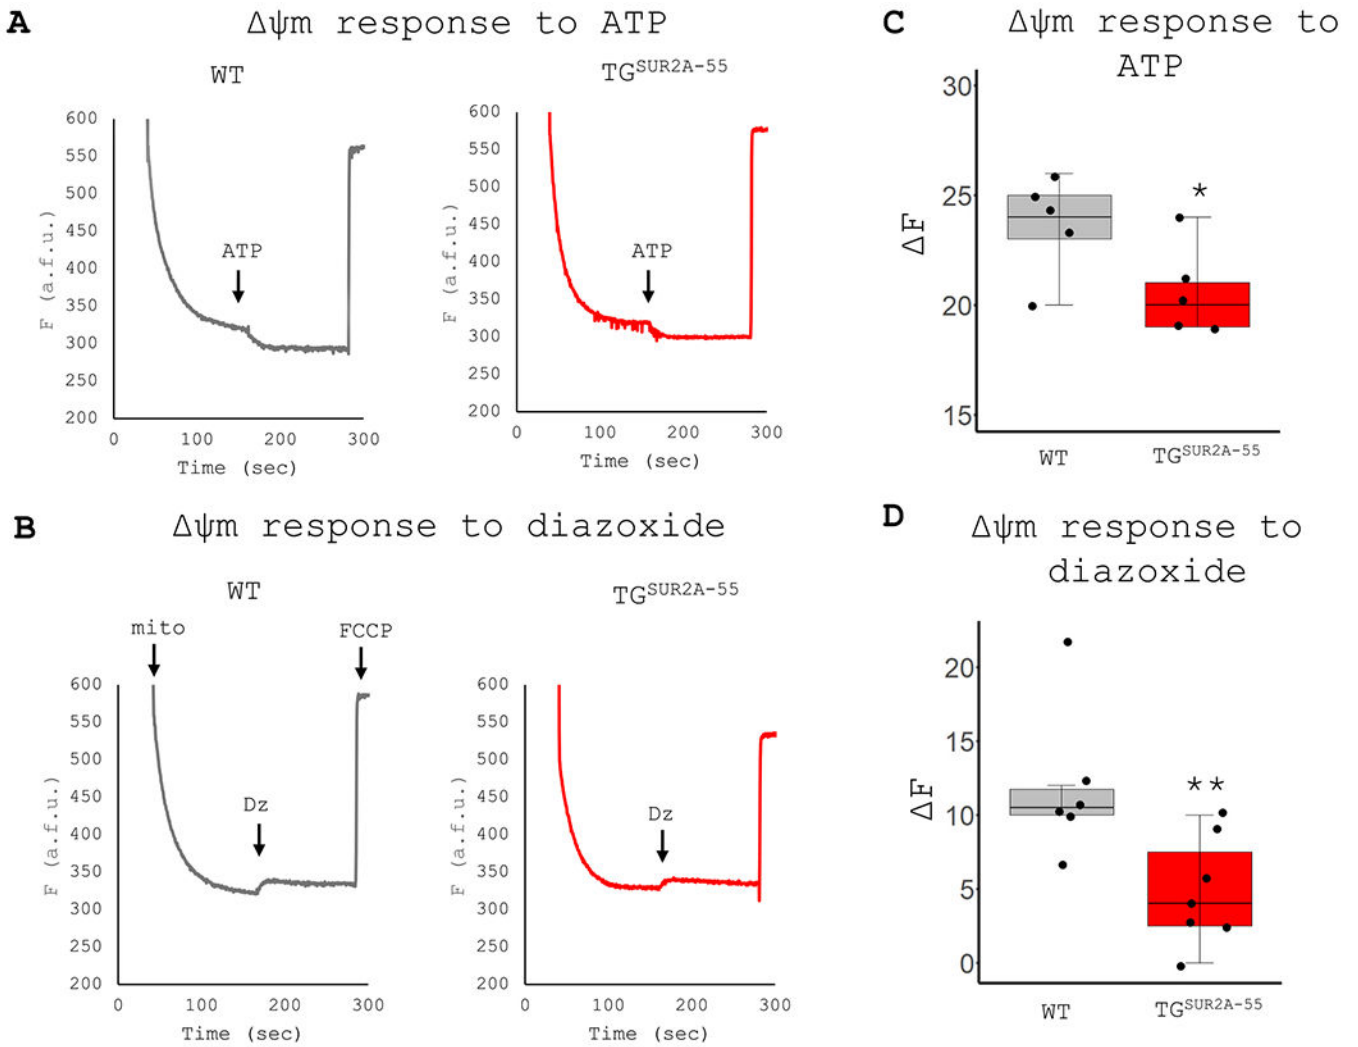 A
Δψm response to ATP
WT
TGSUR2A-55
600
550
500
450
400
350
300
250
200
F (a.f.u.)
ATP
0
100
200
300
Time (sec)
600
550
500
450
400
350
300
250
200
F (a.f.u.)
ATP
0
100
200
300
Time (sec)
B
Δψm response to diazoxide
WT
TGSUR2A-55
mito
FCCP
600
550
500
450
400
350
300
250
200
F (a.f.u.)
Dz
0
100
200
300
Time (sec)
600
550
500
450
400
350
300
250
200
F (a.f.u.)
Dz
0
100
200
300
Time (sec)
C
Δψm response to
ATP
30
25
20
15
ΔF
*
WT
TGSUR2A-55
D
Δψm response to
diazoxide
20
15
10
5
0
ΔF
**
WT
TGSUR2A-55